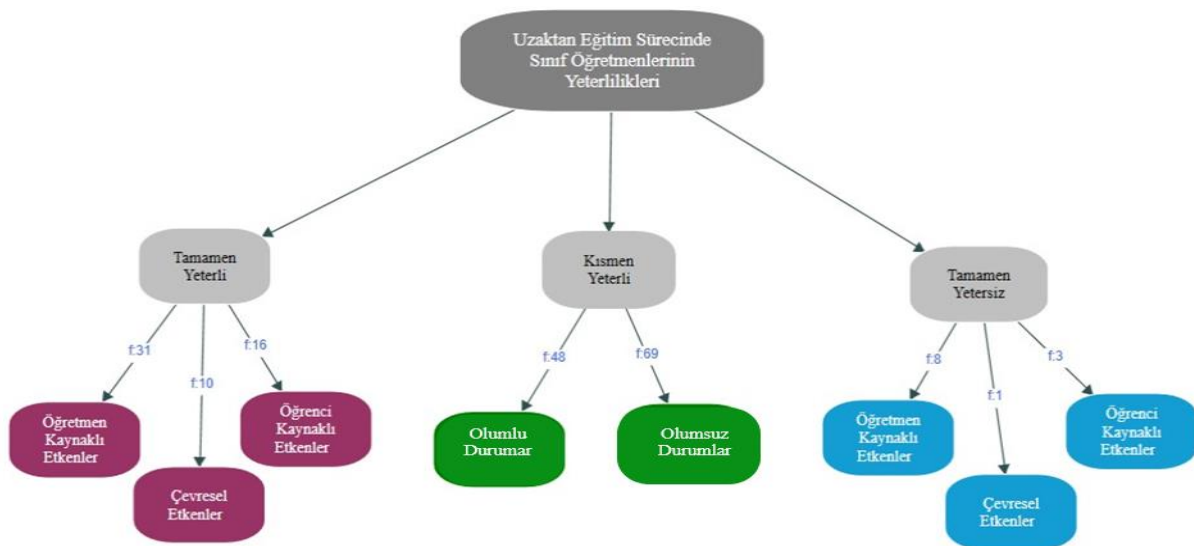 Uzaktan Eğitim Sürecinde
Sınıf Öğretmenlerinin
Yeterlilikleri
Tamamen
Yeterli
Kısmen
Yeterli
Tamamen
Yetersiz
f:31
f:10
f:16
f:48
f:69
f:8
f:1
f:3
Öğretmen
Kaynaklı
Etkenler
Çevresel
Etkenler
Öğrenci
Kaynaklı
Etkenler
Olumlu
Durumar
Olumsuz
Durumlar
Öğretmen
Kaynaklı
Etkenler
Çevresel
Etkenler
Öğrenci
Kaynaklı
Etkenler